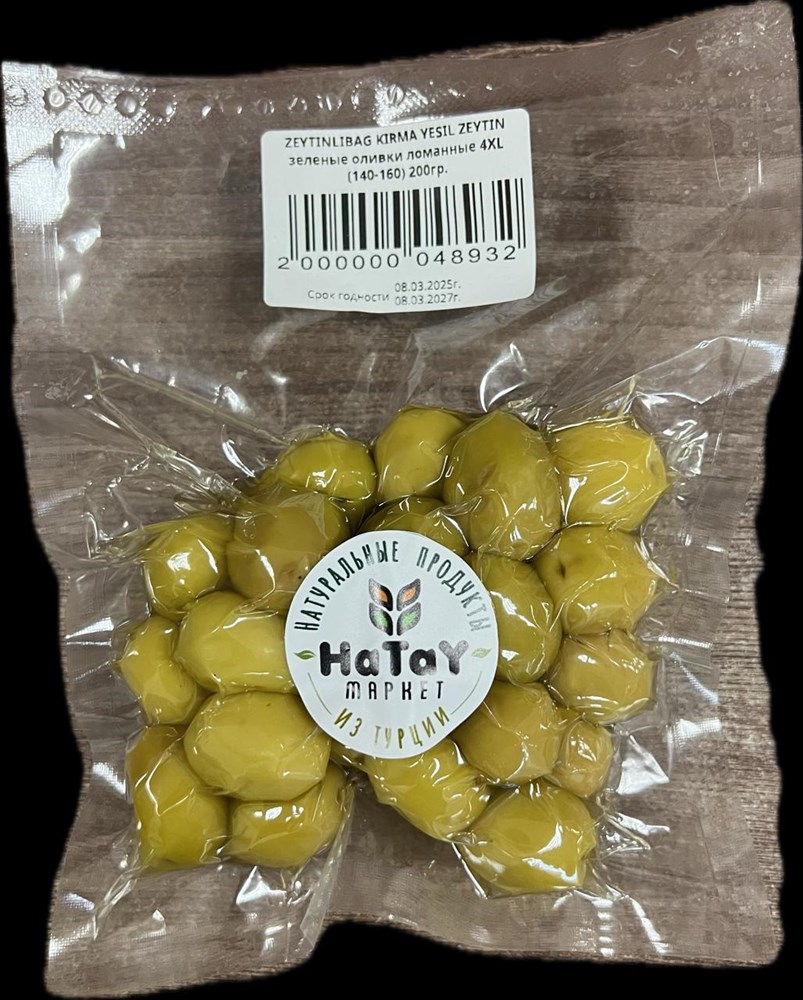 ZEYTINLIBAG KIRMA YESIL ZEYTIN
зеленые оливки ломанные 4XL
(140-160) 200гр.
2 000000 048932
08.03.2025г.
Срок годности 08.03.2027г.
НАТУРАЛЬНЫЕ ПРОДУКТЫ
HaTaY
МАРКЕТ
ИЗ ТУРЦИИ